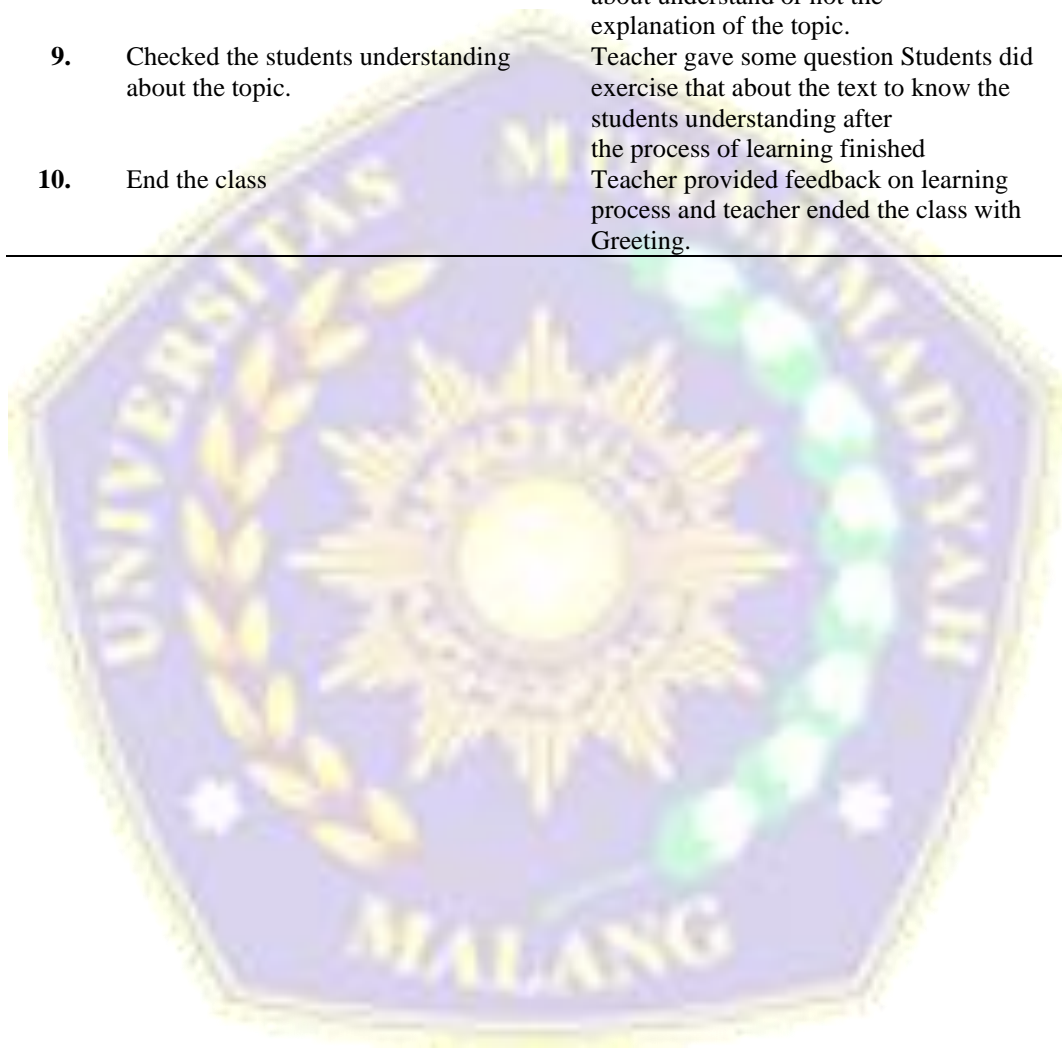 about understand or not the
explanation of the topic.
9. Checked the students understanding Teacher gave some question Students did
about the topic. exercise that about the text to know the
students understanding after
the process of learning finished
10. End the class Teacher provided feedback on learning
process and teacher ended the class with
Greeting.
UNIVERSITAS MUHAMMADIYAH
MALANG